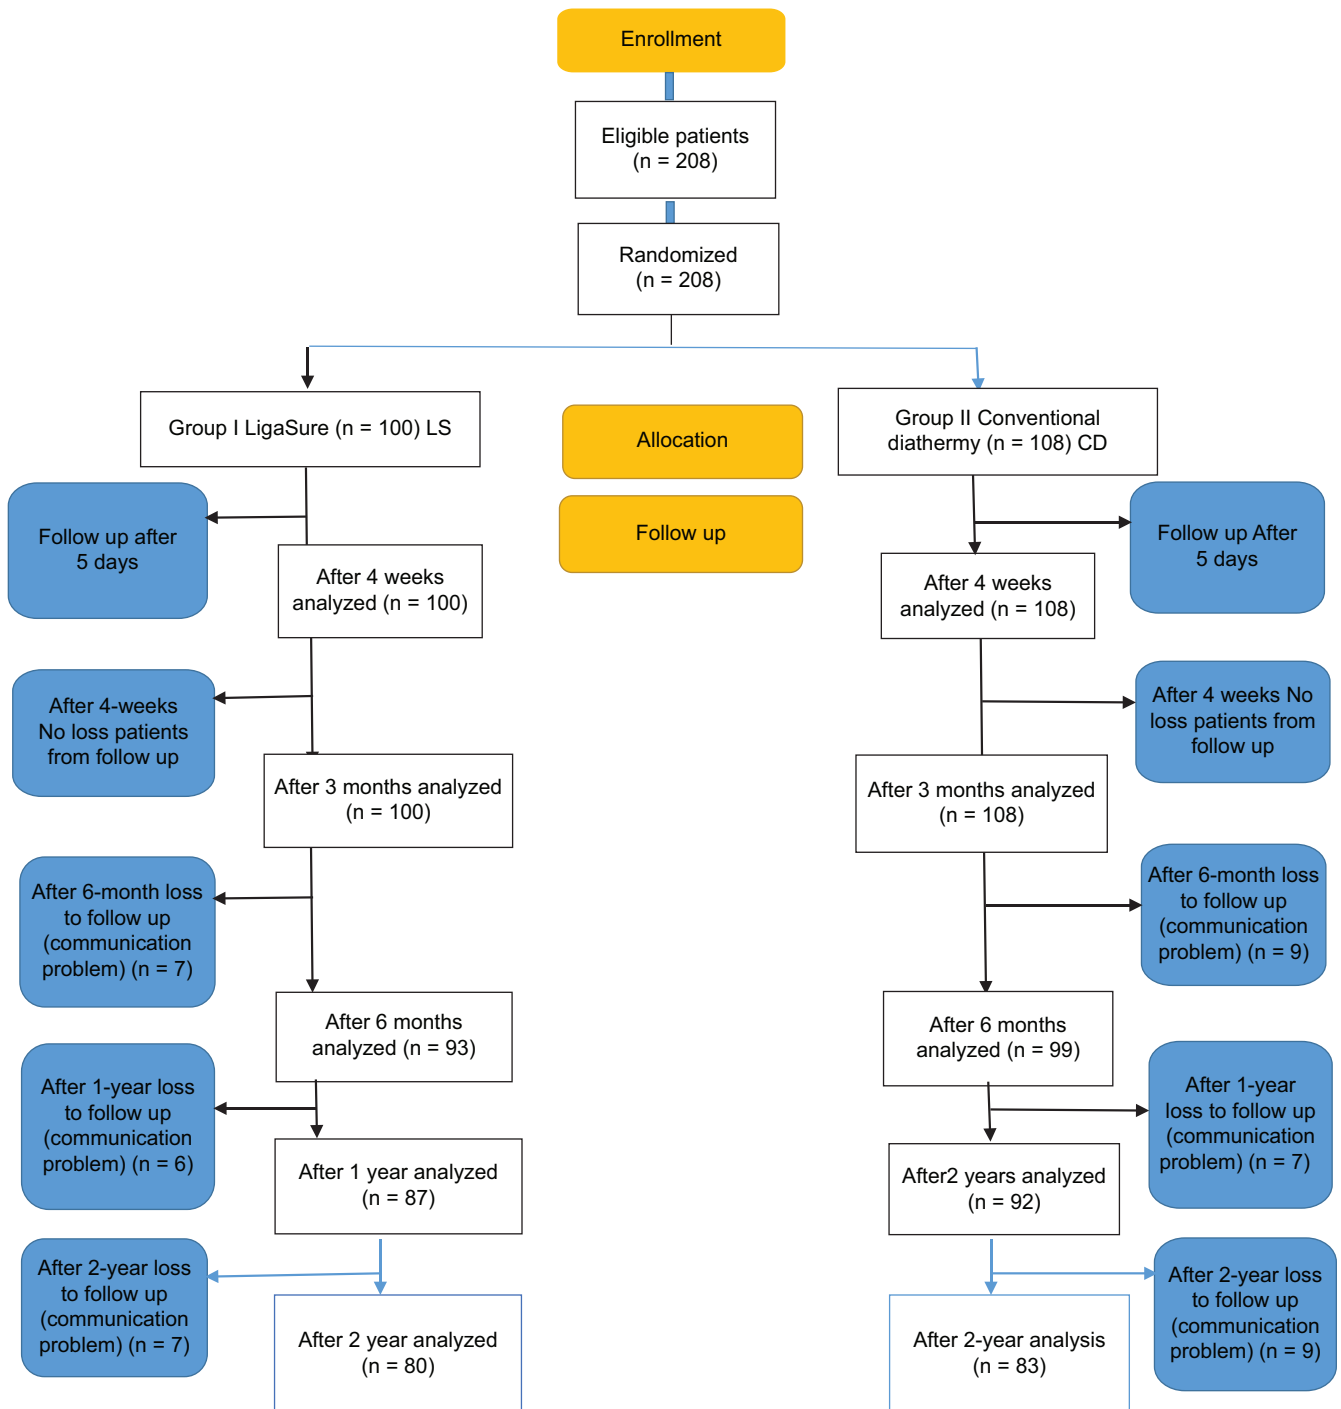 Enrollment
Eligible patients
(n = 208)
Randomized
(n = 208)
Group I LigaSure (n = 100) LS
Allocation
Group II Conventional
diathermy (n = 108) CD
Follow up after
5 days
Follow up
Follow up After
5 days
After 4 weeks
analyzed (n = 100)
After 4 weeks
analyzed (n = 108)
After 4-weeks
No loss patients
from follow up
After 4 weeks No
loss patients from
follow up
After 3 months analyzed
(n = 100)
After 3 months analyzed
(n = 108)
After 6-month loss
to follow up
(communication
problem) (n = 7)
After 6-month loss
to follow up
(communication
problem) (n = 9)
After 6 months
analyzed (n = 93)
After 6 months
analyzed (n = 99)
After 1-year loss
to follow up
(communication
problem) (n = 6)
After 1-year
loss to follow up
(communication
problem) (n = 7)
After 1 year analyzed
(n = 87)
After2 years analyzed
(n = 92)
After 2-year loss
to follow up
(communication
problem) (n = 7)
After 2-year loss
to follow up
(communication
problem) (n = 9)
After 2 year analyzed
(n = 80)
After 2-year analysis
(n = 83)